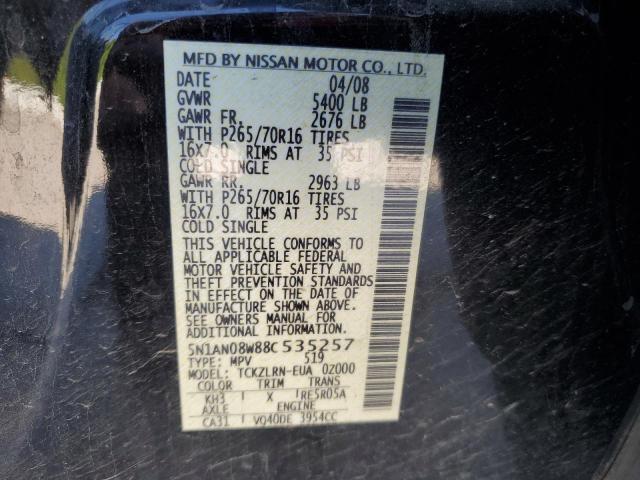 MFD BY NISSAN MOTOR CO., LTD.
DATE 04/08
GVWR 5400 LB
GAWR FR. 2676 LB
WITH P265/70R16 TIRES
16X7.0 RIMS AT 35 PSI
COLD SINGLE
GAWR RR. 2963 LB
WITH P265/70R16 TIRES
16X7.0 RIMS AT 35 PSI
COLD SINGLE
THIS VEHICLE CONFORMS TO
ALL APPLICABLE FEDERAL
MOTOR VEHICLE SAFETY AND
THEFT PREVENTION STANDARDS
IN EFFECT ON THE DATE OF
MANUFACTURE SHOWN ABOVE.
SEE OWNERS MANUAL FOR
ADDITIONAL INFORMATION.
5N1AN08W88C535257
TYPE: MPV 519
MODEL: TCKZLRN-EUA 0Z000
COLOR TRIM TRANS
KH3 X RE5R05A
AXLE ENGINE
CA31 VQ40DE 3954CC